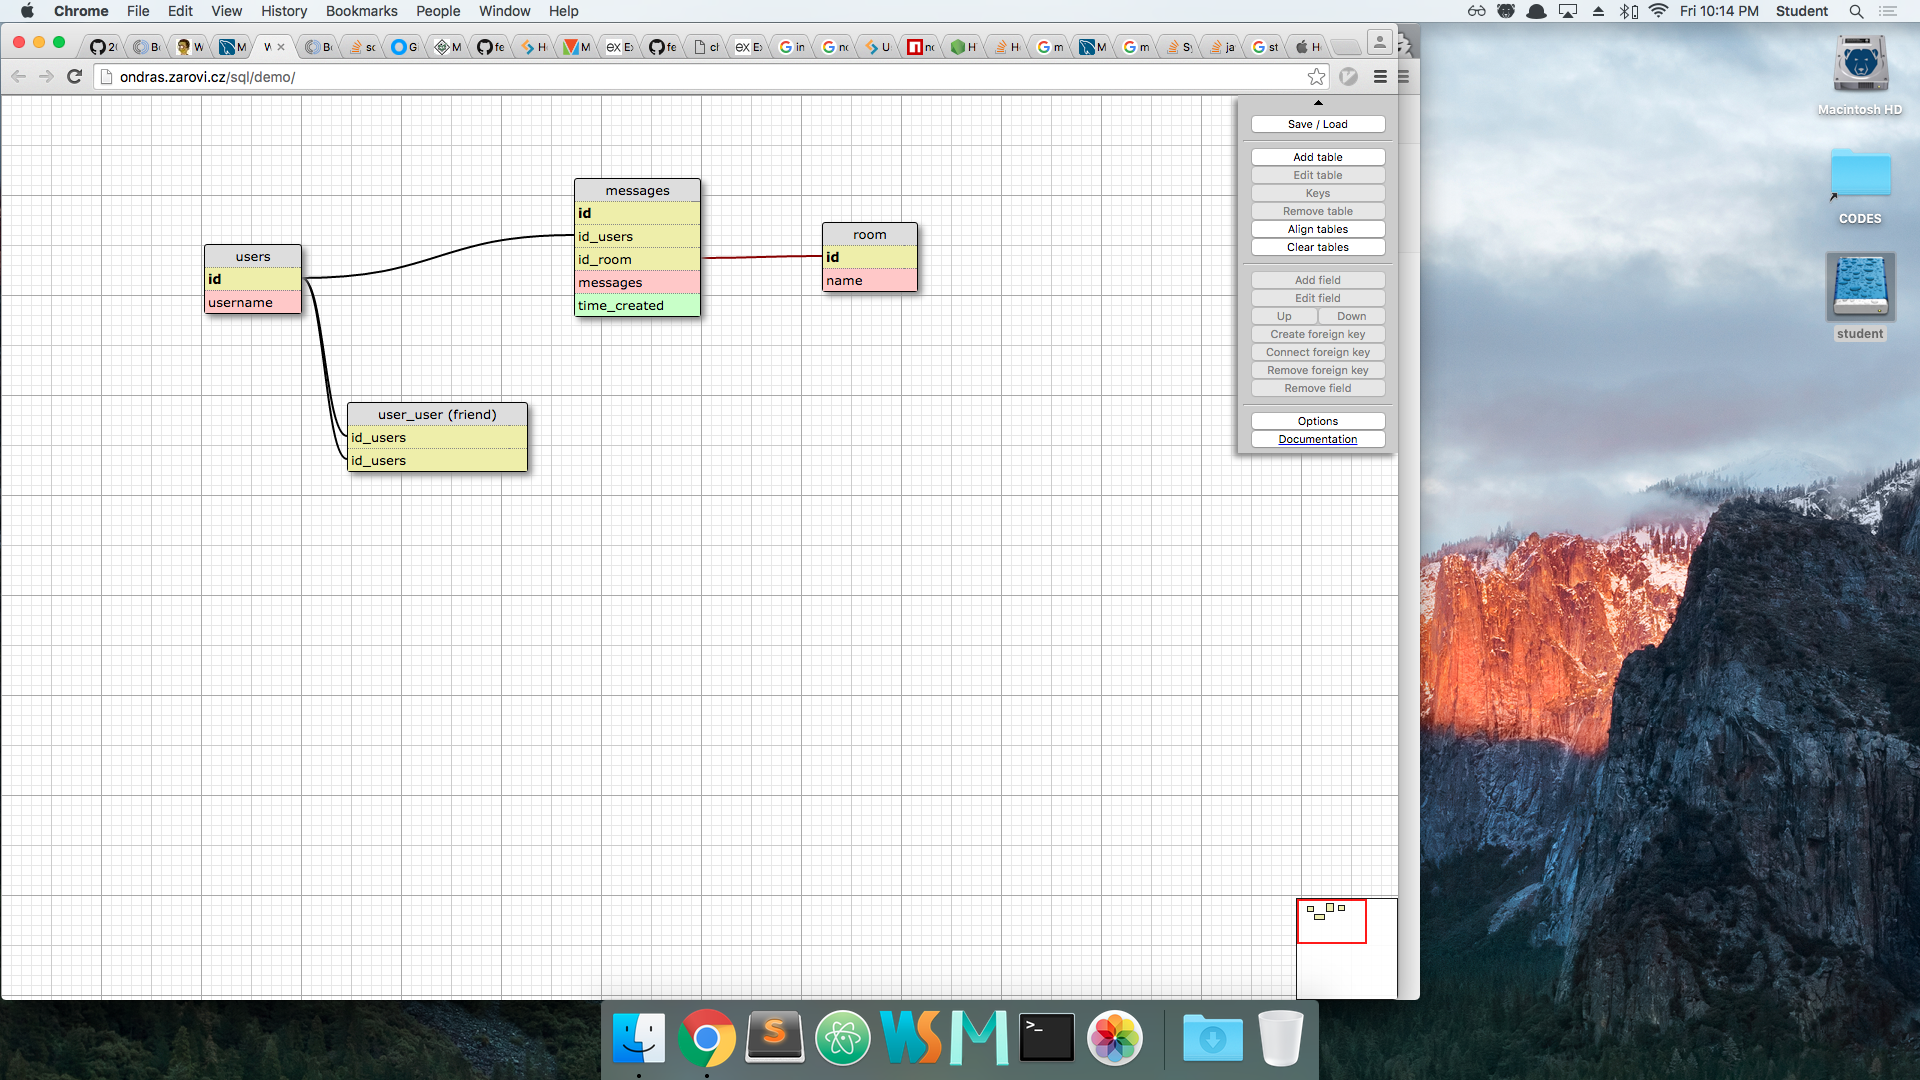 Chrome File Edit View History Bookmarks People Window Help Fri 10:14 PM Student
ondras.zarovi.cz/sql/demo/
Save / Load
Add table
Edit table
Keys
Remove table
Align tables
Clear tables
Add field
Edit field
Up Down
Create foreign key
Connect foreign key
Remove foreign key
Remove field
Options
Documentation
messages
id
id_users
id_room
messages
time_created
room
id
name
users
id
username
user_user (friend)
id_users
id_users
Macintosh HD
CODES
student